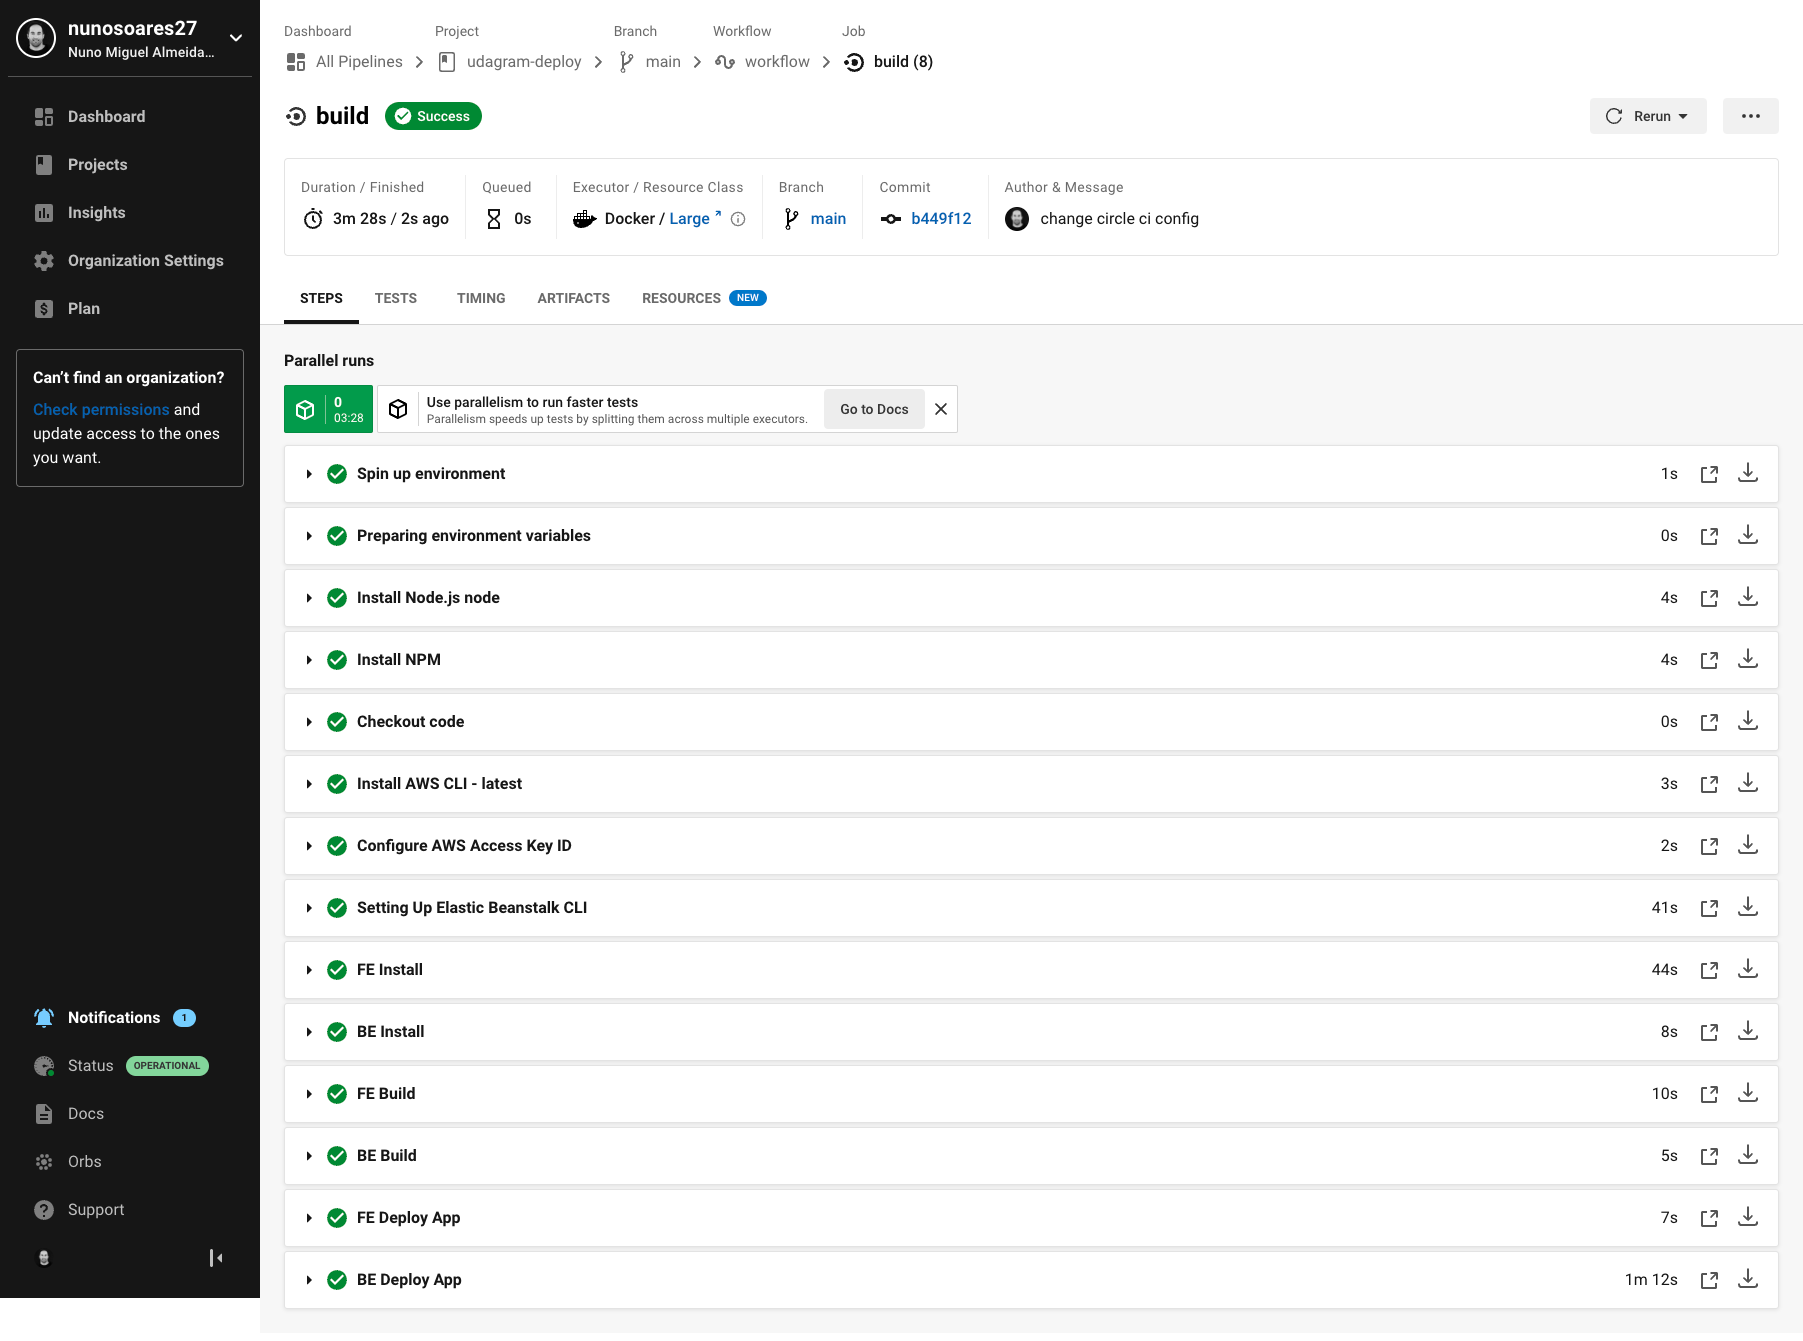 nunosoares27
Nuno Miguel Almeida...
Dashboard
Projects
Insights
Organization Settings
Plan
Can't find an organization?
Check permissions and
update access to the ones
you want.
Notifications 1
Status OPERATIONAL
Docs
Orbs
Support
Dashboard Project Branch Workflow Job
All Pipelines udagram-deploy main workflow build (8)
build Success Rerun
Duration / Finished Queued Executor / Resource Class Branch Commit Author & Message
3m 28s / 2s ago 0s Docker / Large main b449f12 change circle ci config
STEPS TESTS TIMING ARTIFACTS RESOURCES NEW
Parallel runs
0
03:28
Use parallelism to run faster tests
Parallelism speeds up tests by splitting them across multiple executors.
Go to Docs
Spin up environment 1s
Preparing environment variables 0s
Install Node.js node 4s
Install NPM 4s
Checkout code 0s
Install AWS CLI - latest 3s
Configure AWS Access Key ID 2s
Setting Up Elastic Beanstalk CLI 41s
FE Install 44s
BE Install 8s
FE Build 10s
BE Build 5s
FE Deploy App 7s
BE Deploy App 1m 12s